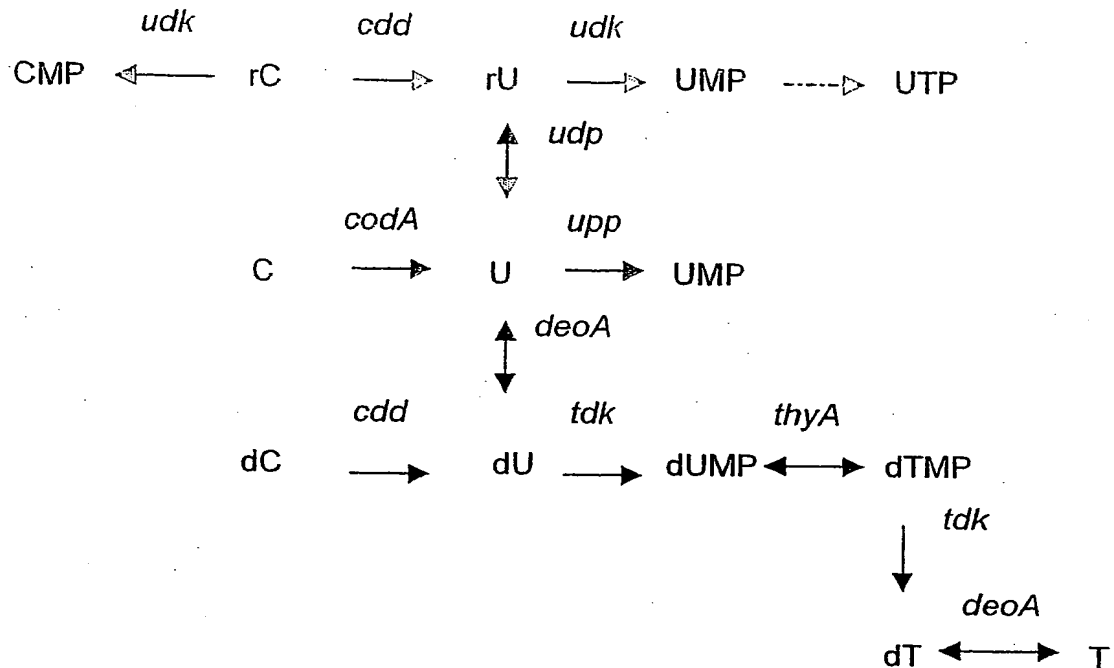 udk cdd udk
CMP rC rU UMP UTP
udp
codA upp
C U UMP
deoA
cdd tdk thyA
dC dU dUMP dTMP
tdk
deoA
dT T